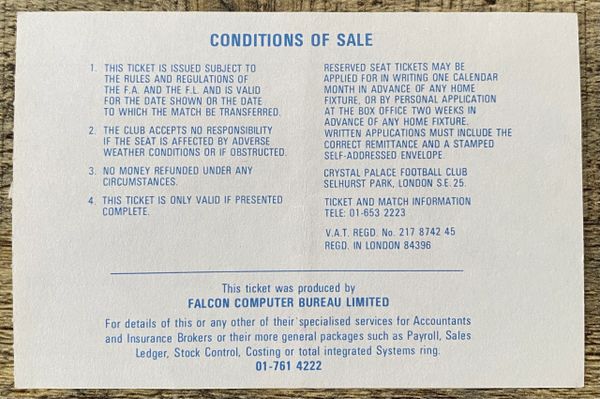 CONDITIONS OF SALE
1. THIS TICKET IS ISSUED SUBJECT TO
THE RULES AND REGULATIONS OF
THE F.A. AND THE F.L. AND IS VALID
FOR THE DATE SHOWN OR THE DATE
TO WHICH THE MATCH BE TRANSFERRED.
2. THE CLUB ACCEPTS NO RESPONSIBILITY
IF THE SEAT IS AFFECTED BY ADVERSE
WEATHER CONDITIONS OR IF OBSTRUCTED.
3. NO MONEY REFUNDED UNDER ANY
CIRCUMSTANCES.
4. THIS TICKET IS ONLY VALID IF PRESENTED
COMPLETE.
RESERVED SEAT TICKETS MAY BE
APPLIED FOR IN WRITING ONE CALENDAR
MONTH IN ADVANCE OF ANY HOME
FIXTURE, OR BY PERSONAL APPLICATION
AT THE BOX OFFICE TWO WEEKS IN
ADVANCE OF ANY HOME FIXTURE.
WRITTEN APPLICATIONS MUST INCLUDE THE
CORRECT REMITTANCE AND A STAMPED
SELF-ADDRESSED ENVELOPE.
CRYSTAL PALACE FOOTBALL CLUB
SELHURST PARK, LONDON S.E. 25.
TICKET AND MATCH INFORMATION
TELE: 01-653 2223
V.A.T. REGD. No. 217 8742 45
REGD. IN LONDON 84396
This ticket was produced by
FALCON COMPUTER BUREAU LIMITED
For details of this or any other of their specialised services for Accountants
and Insurance Brokers or their more general packages such as Payroll, Sales
Ledger, Stock Control, Costing or total integrated Systems ring.
01-761 4222